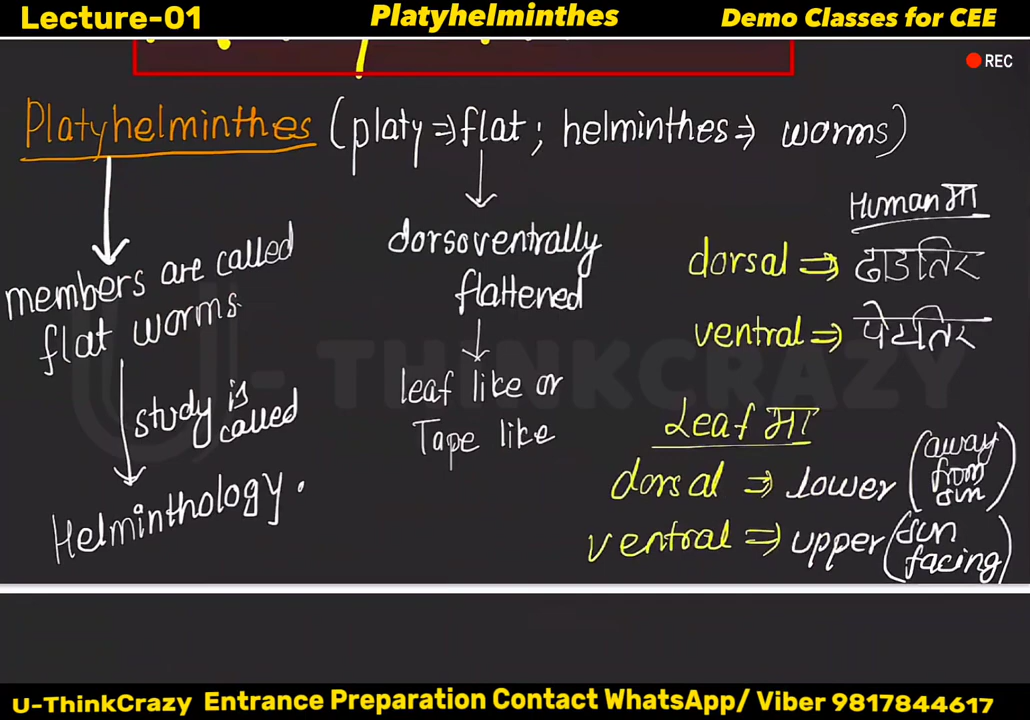 Lecture-01
Platyhelminthes
Demo Classes for CEE
REC
Platyhelminthes (platy ⇒ flat ; helminthes ⇒ worms)
members are called
flat worms.
study is
called
Helminthology.
dorsoventrally
flattened
leaf like or
Tape like
Human मा
dorsal ⇒ ढाडतिर
ventral ⇒ पेटतिर
Leaf मा
dorsal ⇒ lower (away from sun)
ventral ⇒ upper (sun facing)
U-THINKCRAZY
U-ThinkCrazy Entrance Preparation Contact WhatsApp/ Viber 9817844617